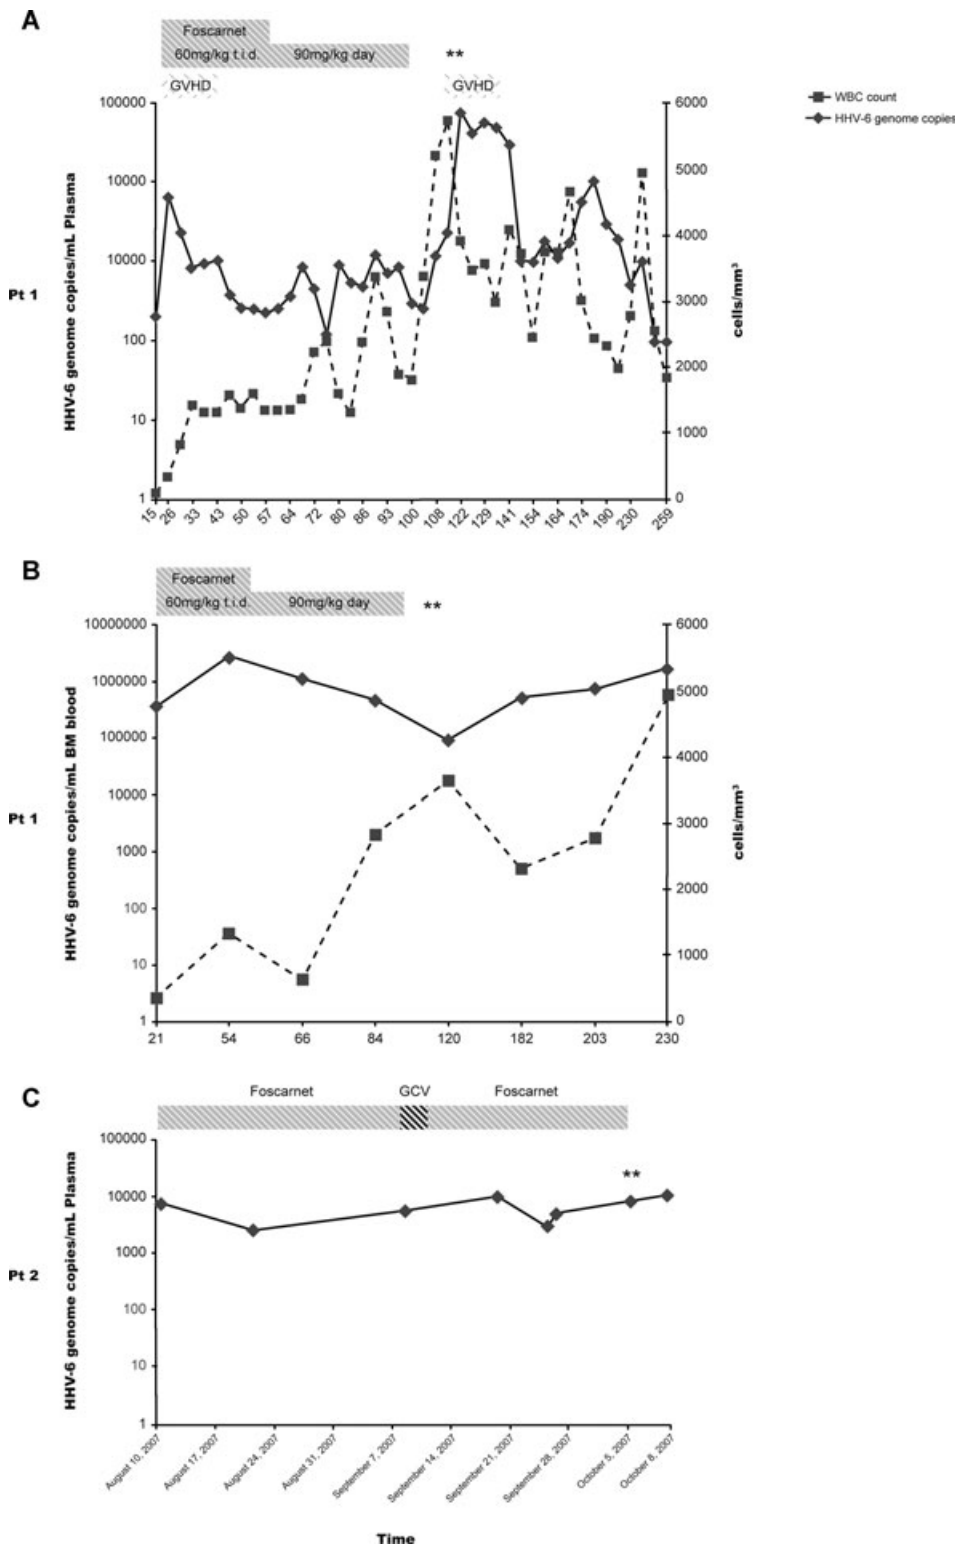 A
Foscarnet
60mg/kg t.i.d. 90mg/kg day
**
GVHD GVHD
WBC count
HHV-6 genome copies
Pt 1
HHV-6 genome copies/mL Plasma
100000
10000
10000
100
10
1
6000
5000
4000
3000
2000
1000
0
cells/mm³
15 26 33 43 50 57 64 72 80 86 93 100 108 122 129 141 154 164 174 190 230 259
B
Foscarnet
60mg/kg t.i.d. 90mg/kg day
**
Pt 1
HHV-6 genome copies/mL BM blood
10000000
1000000
100000
10000
1000
100
10
1
6000
5000
4000
3000
2000
1000
0
cells/mm³
21 54 66 84 120 182 203 230
C
Foscarnet GCV Foscarnet
**
Pt 2
HHV-6 genome copies/mL Plasma
100000
10000
1000
100
10
1
August 10, 2007
August 17, 2007
August 24, 2007
August 31, 2007
September 7, 2007
September 14, 2007
September 21, 2007
September 28, 2007
October 5, 2007
October 8, 2007
Time